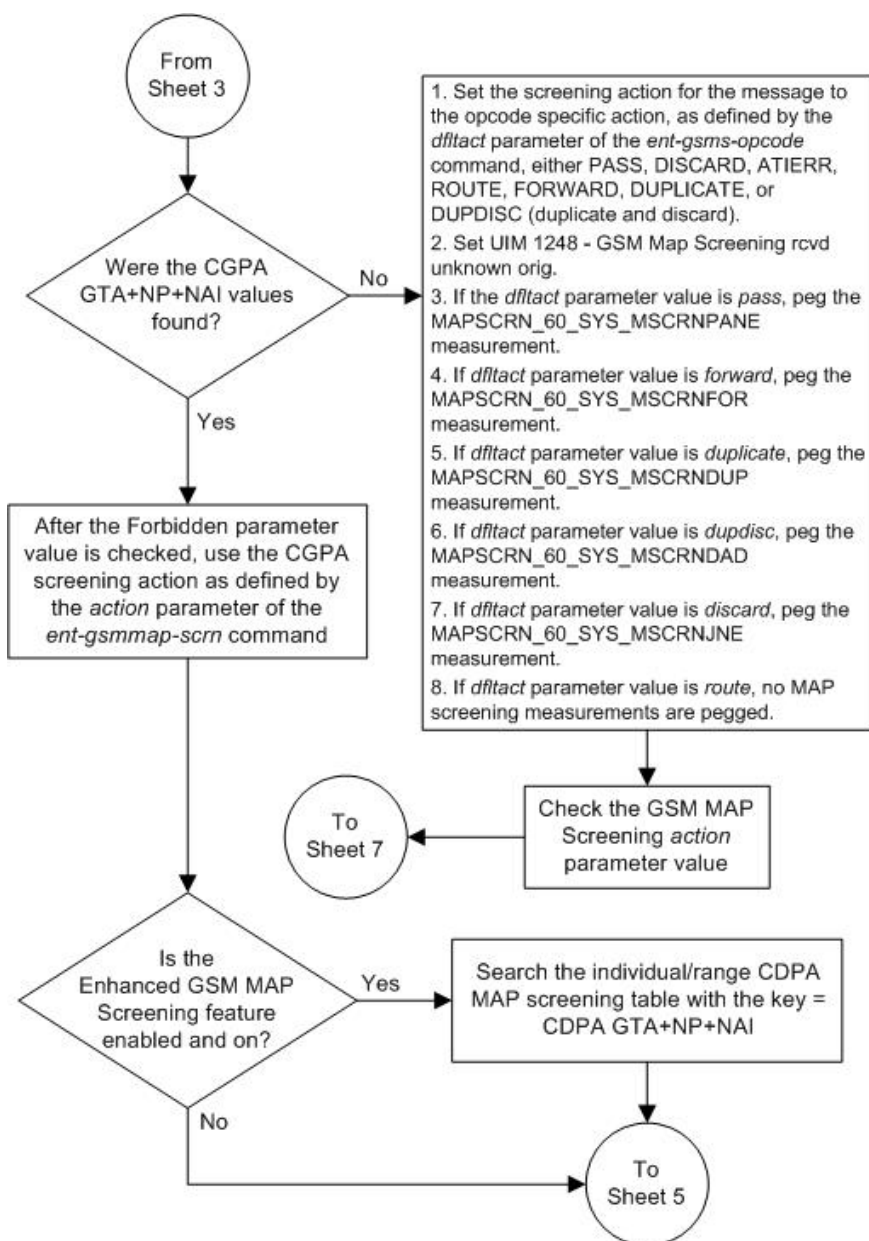 From
Sheet 3
Were the CGPA
GTA+NP+NAI values
found?
No
Yes
1. Set the screening action for the message to
the opcode specific action, as defined by the
dfltact parameter of the ent-gsms-opcode
command, either PASS, DISCARD, ATIERR,
ROUTE, FORWARD, DUPLICATE, or
DUPDISC (duplicate and discard).
2. Set UIM 1248 - GSM Map Screening rcvd
unknown orig.
3. If the dfltact parameter value is pass, peg the
MAPSCRN_60_SYS_MSCRNPANE
measurement.
4. If dfltact parameter value is forward, peg the
MAPSCRN_60_SYS_MSCRNFOR
measurement.
5. If dfltact parameter value is duplicate, peg the
MAPSCRN_60_SYS_MSCRNDUP
measurement.
6. If dfltact parameter value is dupdisc, peg the
MAPSCRN_60_SYS_MSCRNDAD
measurement.
7. If dfltact parameter value is discard, peg the
MAPSCRN_60_SYS_MSCRNJNE
measurement.
8. If dfltact parameter value is route, no MAP
screening measurements are pegged.
After the Forbidden parameter
value is checked, use the CGPA
screening action as defined by
the action parameter of the
ent-gsmmap-scrn command
Check the GSM MAP
Screening action
parameter value
To
Sheet 7
Is the
Enhanced GSM MAP
Screening feature
enabled and on?
Yes
Search the individual/range CDPA
MAP screening table with the key =
CDPA GTA+NP+NAI
No
To
Sheet 5